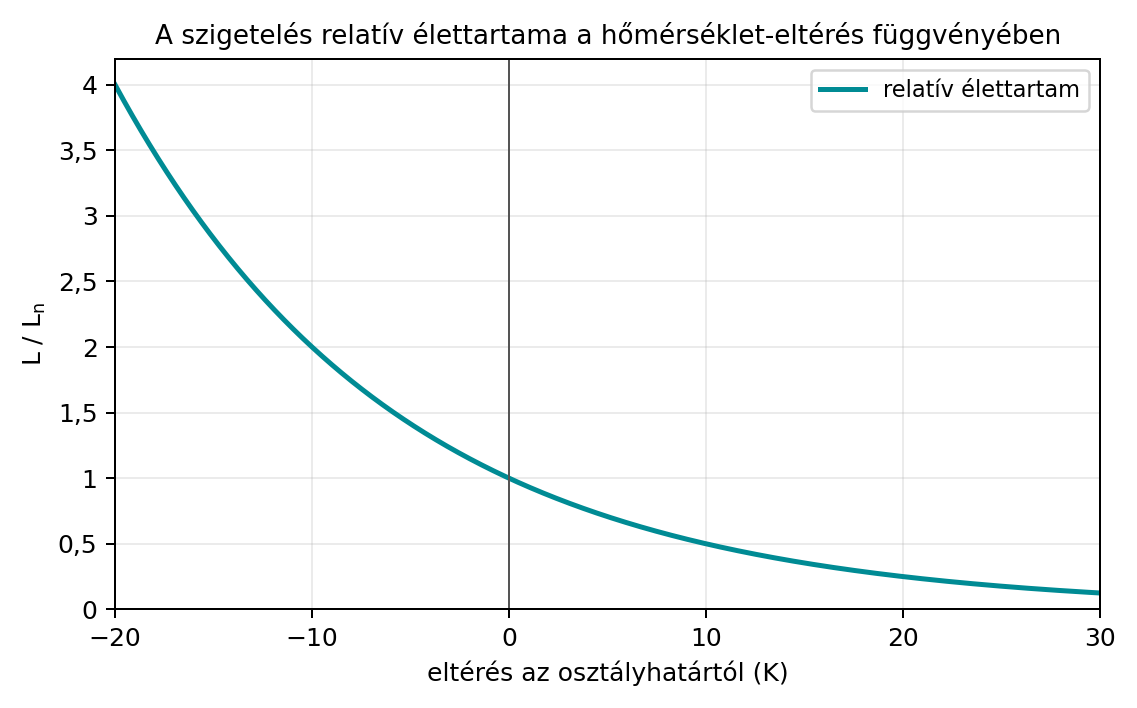 A szigetelés relatív élettartama a hőmérséklet-eltérés függvényében
relatív élettartam
L / Lₙ
4
3,5
3
2,5
2
1,5
1
0,5
0
−20 −10 0 10 20 30
eltérés az osztályhatártól (K)